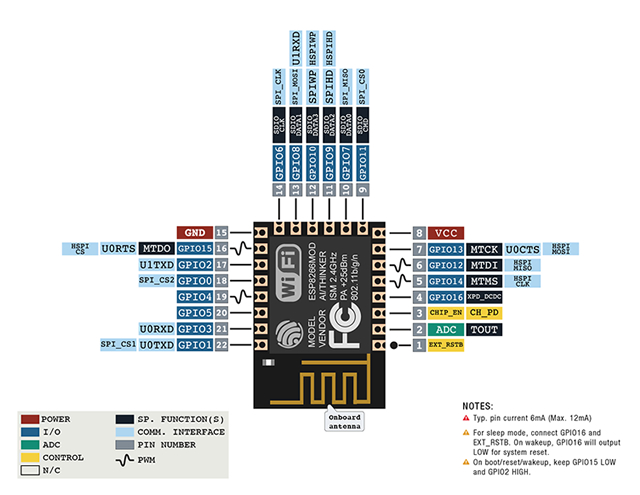 SPI_CLK SPI_MOSI U1RXD SPIWP HSPIWP SPIHD HSPIHD SPI_MISO SPI_CS0
SDIO CLK SDIO DATA1 SDIO DATA3 SDIO DATA2 SDIO DATA0 SDIO CMD
GPIO6 GPIO8 GPIO10 GPIO9 GPIO7 GPIO11
14 13 12 11 10 9
GND 15
HSPI CS U0RTS MTDO GPIO15 16
U1TXD GPIO2 17
SPI_CS2 GPIO0 18
GPIO4 19
GPIO5 20
U0RXD GPIO3 21
SPI_CS1 U0TXD GPIO1 22
WiFi
MODEL ESP8266MOD
VENDOR AI/THINKER
ISM 2.4GHz
PA +25dBm
802.11b/g/n
FC
8 VCC
7 GPIO13 MTCK U0CTS HSPI MOSI
6 GPIO12 MTDI HSPI MISO
5 GPIO14 MTMS HSPI CLK
4 GPIO16 XPD_DCDC
3 CHIP_EN CH_PD
2 ADC TOUT
1 EXT_RSTB
Onboard
antenna
POWER
I/O
ADC
CONTROL
N/C
SP. FUNCTION(S)
COMM. INTERFACE
PIN NUMBER
PWM
NOTES:
Typ. pin current 6mA (Max. 12mA)
For sleep mode, connect GPIO16 and
EXT_RSTB. On wakeup, GPIO16 will output
LOW for system reset.
On boot/reset/wakeup, keep GPIO15 LOW
and GPIO2 HIGH.